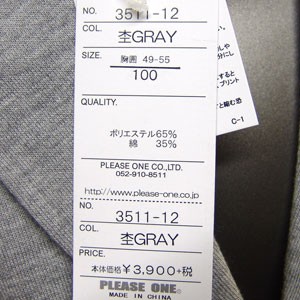 NO. 3511-12
COL. 杢GRAY
SIZE. 胸囲 49-55
100
QUALITY.
ポリエステル65%
綿 35%
PLEASE ONE CO.,LTD.
052-910-8511
http://www.please-one.co.jp
NO. 3511-12
COL. 杢GRAY
PRICE.
本体価格 ¥3,900+税
PLEASE ONE®
MADE IN CHINA
C-1